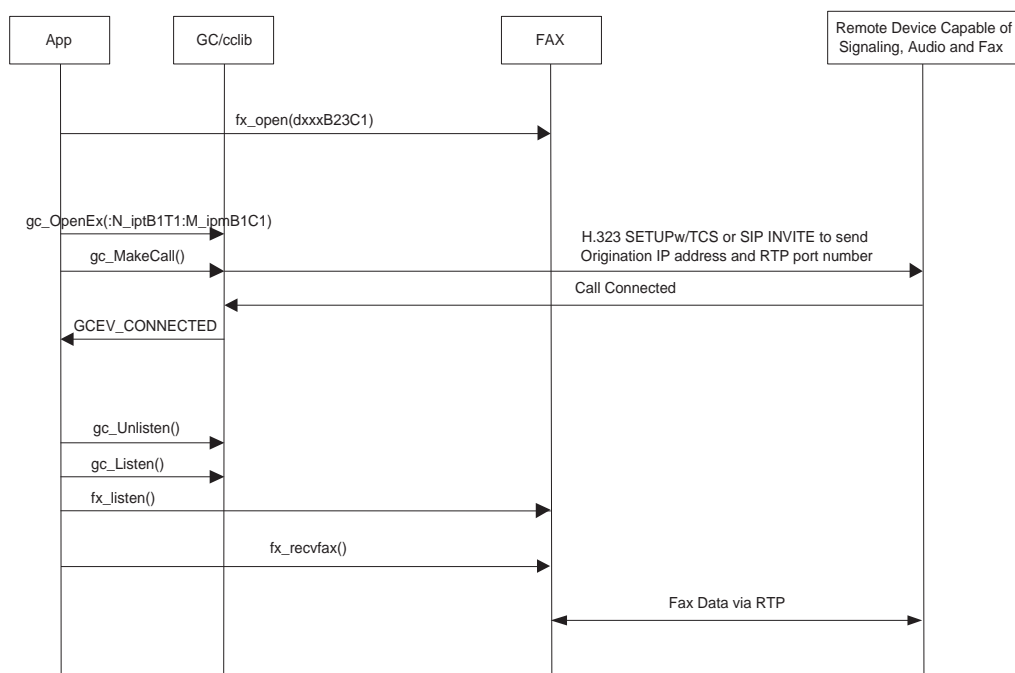 App
GC/cclib
FAX
Remote Device Capable of
Signaling, Audio and Fax
fx_open(dxxxB23C1)
gc_OpenEx(:N_iptB1T1:M_ipmB1C1)
gc_MakeCall()
H.323 SETUPw/TCS or SIP INVITE to send
Origination IP address and RTP port number
Call Connected
GCEV_CONNECTED
gc_Unlisten()
gc_Listen()
fx_listen()
fx_recvfax()
Fax Data via RTP